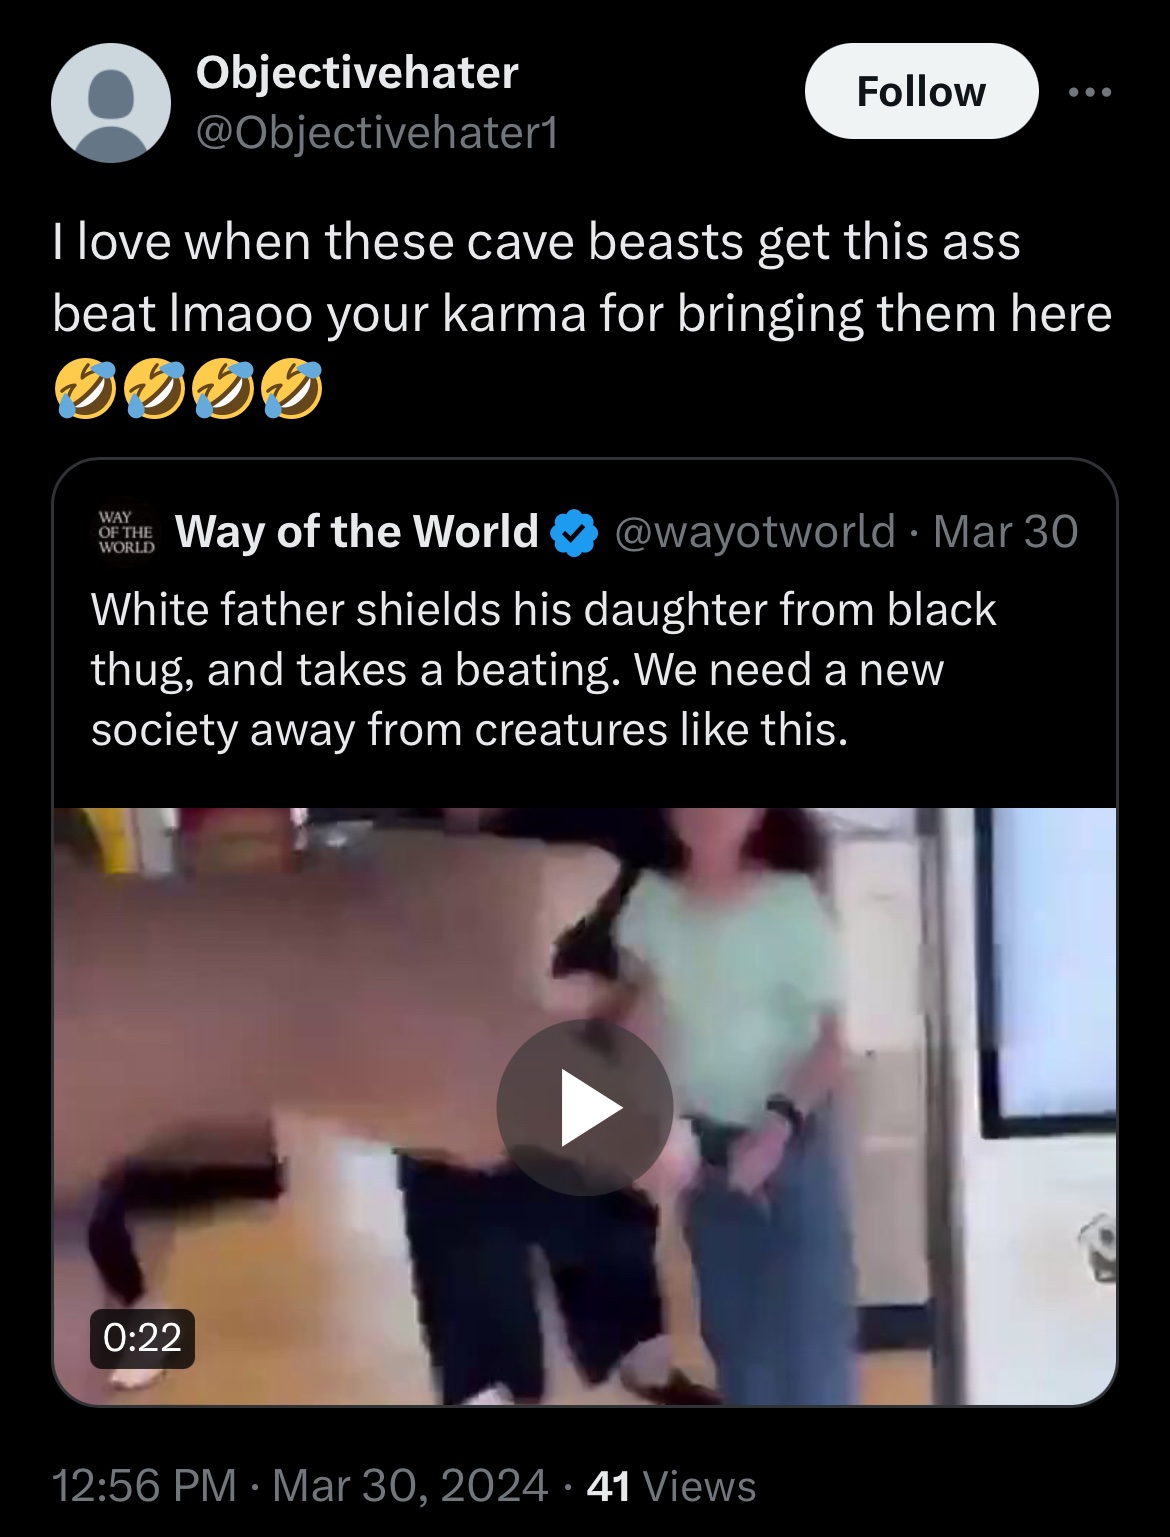 Objectivehater
@Objectivehater1
Follow
I love when these cave beasts get this ass
beat lmaoo your karma for bringing them here
🤣🤣🤣🤣
WAY
OF THE
WORLD
Way of the World @wayotworld · Mar 30
White father shields his daughter from black
thug, and takes a beating. We need a new
society away from creatures like this.
0:22
12:56 PM · Mar 30, 2024 · 41 Views